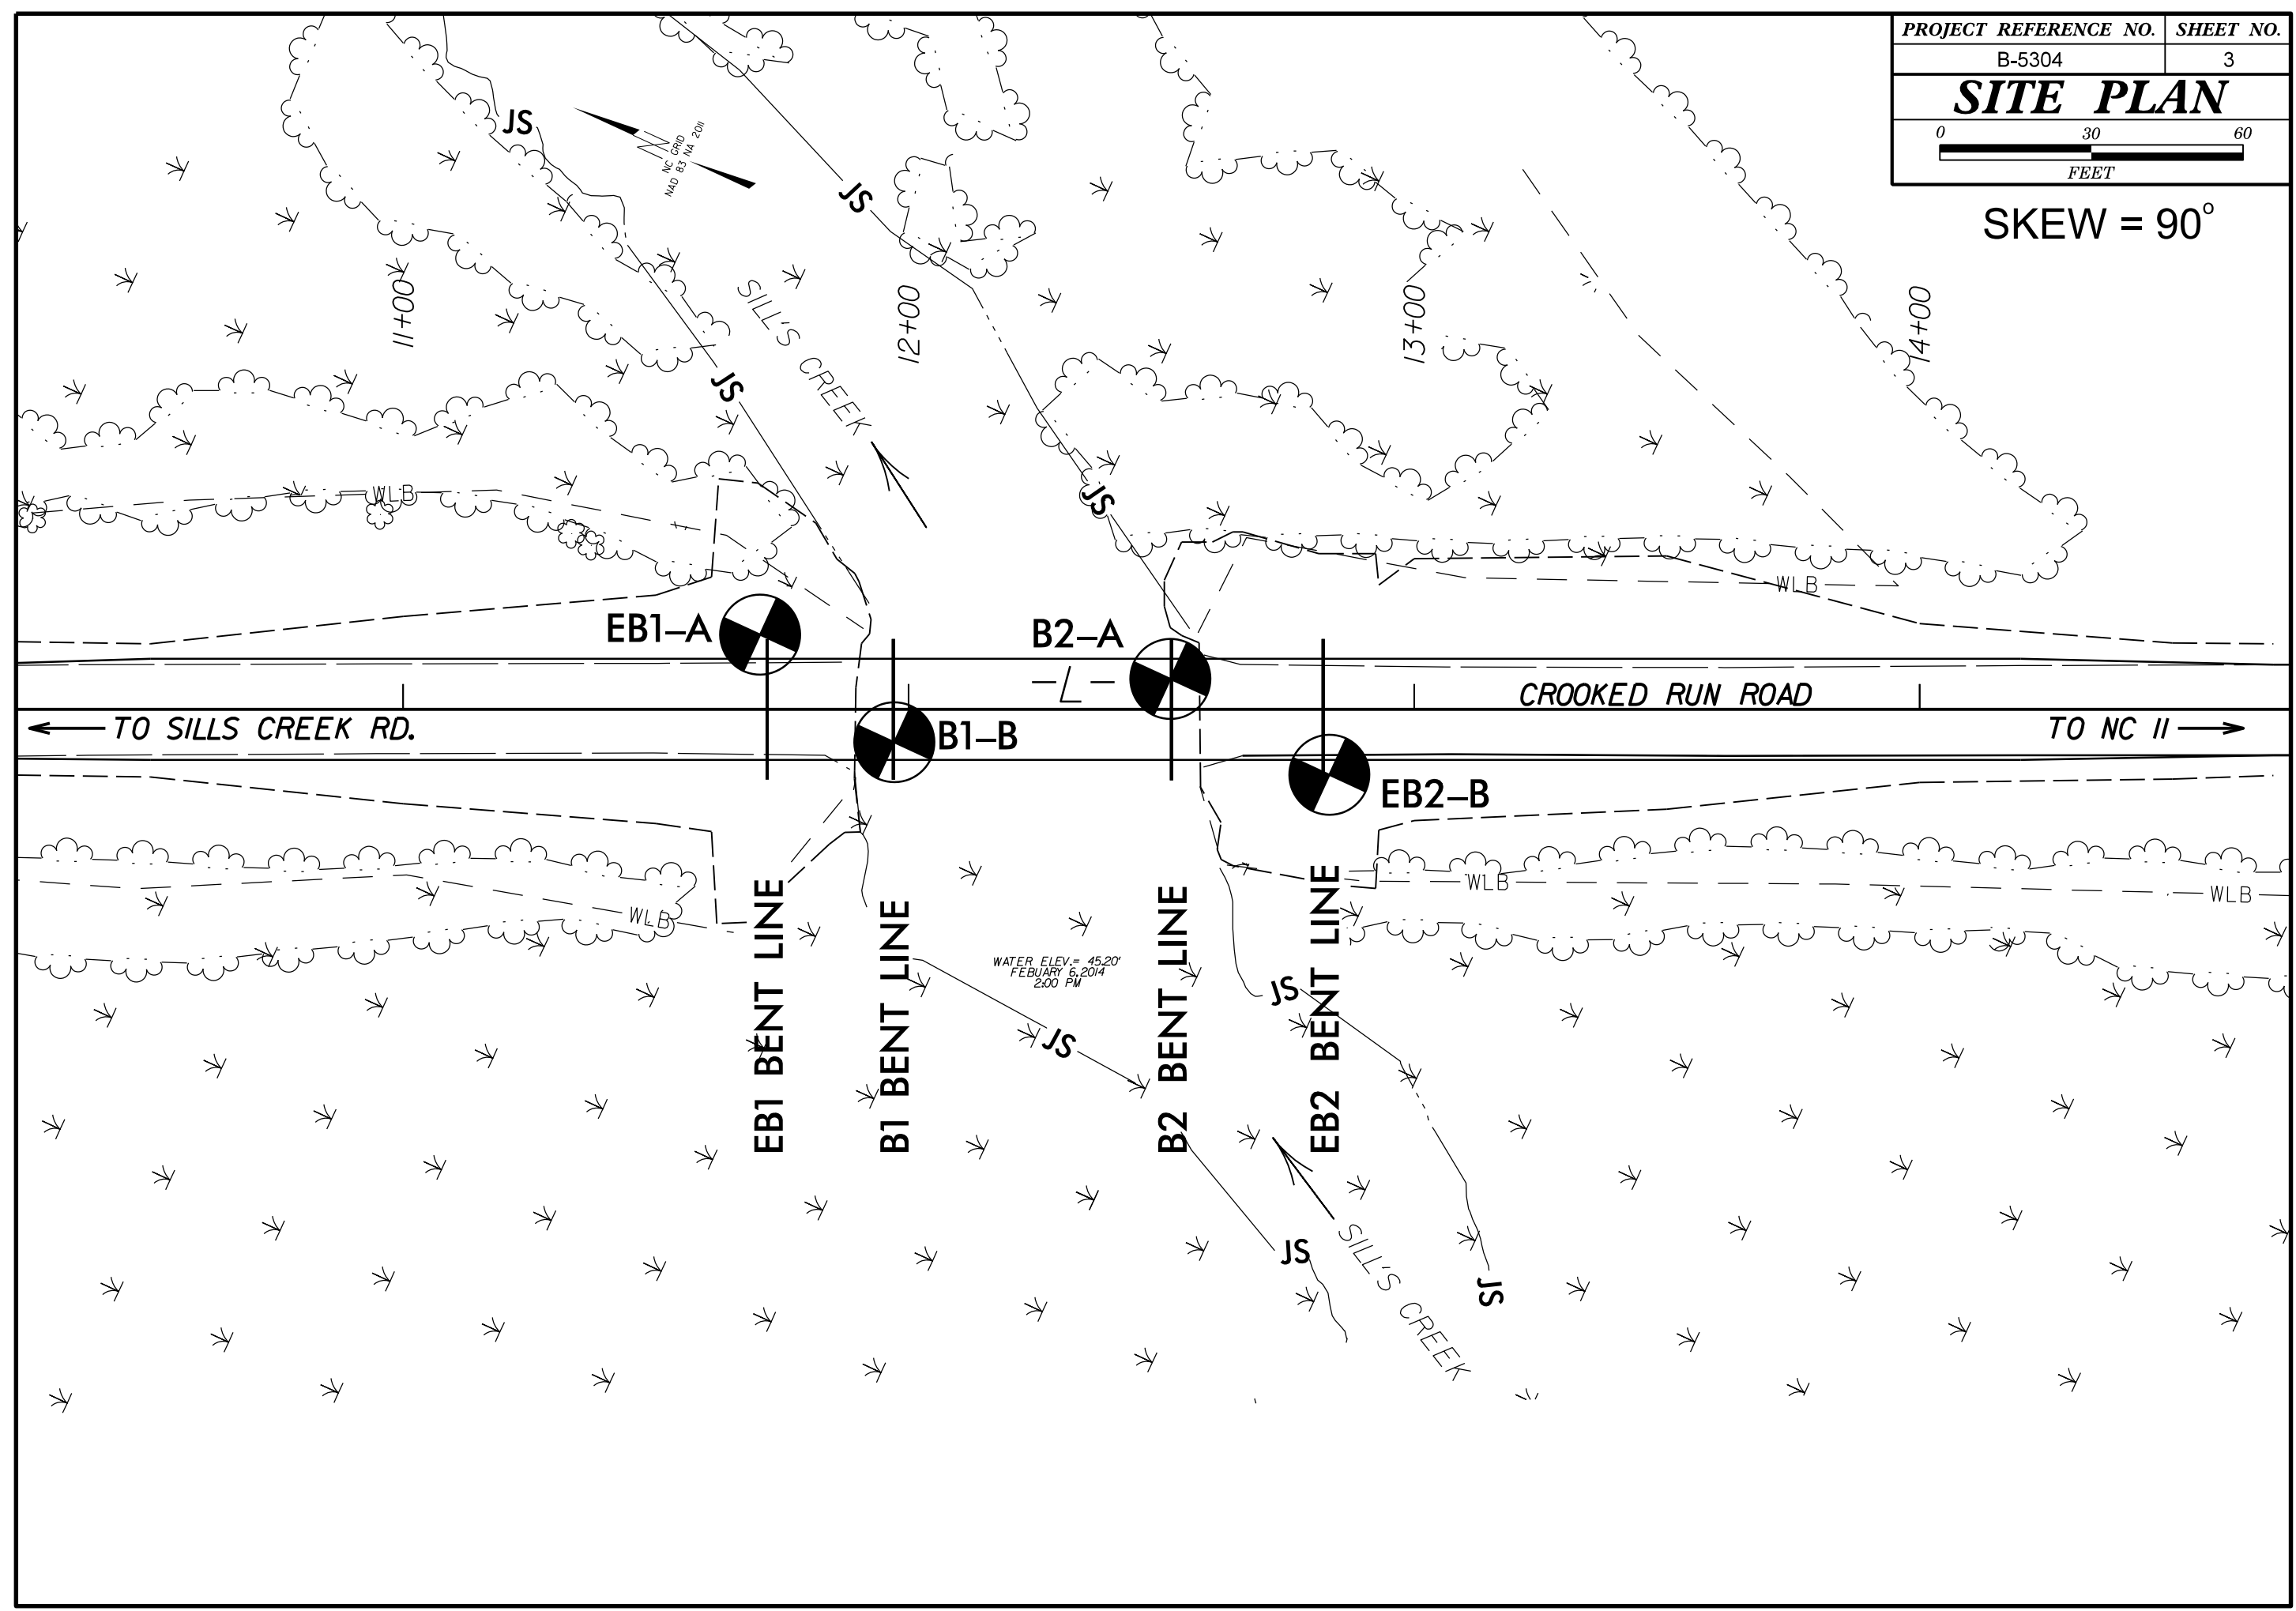 PROJECT REFERENCE NO. SHEET NO.
B-5304 3
SITE PLAN
0 30 60
FEET
SKEW = 90°
JS
NC GRID
NAD 83 NA 2011
JS
SILL'S CREEK
11+00
12+00
13+00
14+00
JS
WLB
JS
WLB
EB1-A
B2-A
-L-
CROOKED RUN ROAD
TO SILLS CREEK RD.
B1-B
TO NC 11
EB2-B
WLB
WLB
WLB
EB1 BENT LINE
B1 BENT LINE
B2 BENT LINE
EB2 BENT LINE
WATER ELEV.= 45.20'
FEBUARY 6,2014
2:00 PM
JS
JS
JS
JS
SILL'S CREEK